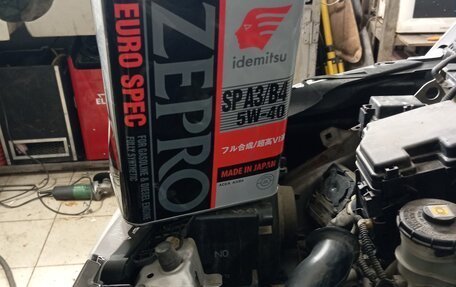 EURO SPEC
FOR GASOLINE & DIESEL ENGINE
FULLY SYNTHETIC
ZEPRO
idemitsu
SP A3/B4
5W-40
フル合成/超高VI
MADE IN JAPAN